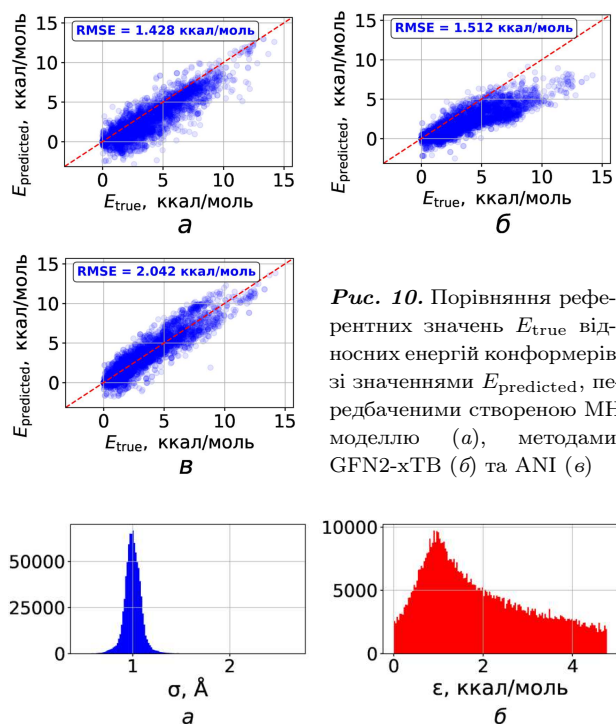 RMSE = 1.428 ккал/моль
15
10
5
0
E_predicted, ккал/моль
0 5 10 15
E_true, ккал/моль
а
RMSE = 1.512 ккал/моль
15
10
5
0
E_predicted, ккал/моль
0 5 10 15
E_true, ккал/моль
б
RMSE = 2.042 ккал/моль
15
10
5
0
E_predicted, ккал/моль
0 5 10 15
E_true, ккал/моль
в
Рис. 10. Порівняння рефе-
рентних значень E_true від-
носних енергій конформерів
зі значеннями E_predicted, пе-
редбаченими створеною МН
моделлю (а), методами
GFN2-xTB (б) та ANI (в)
50000
25000
0
1 2
σ, Å
а
10000
5000
0
0 2 4
ε, ккал/моль
б